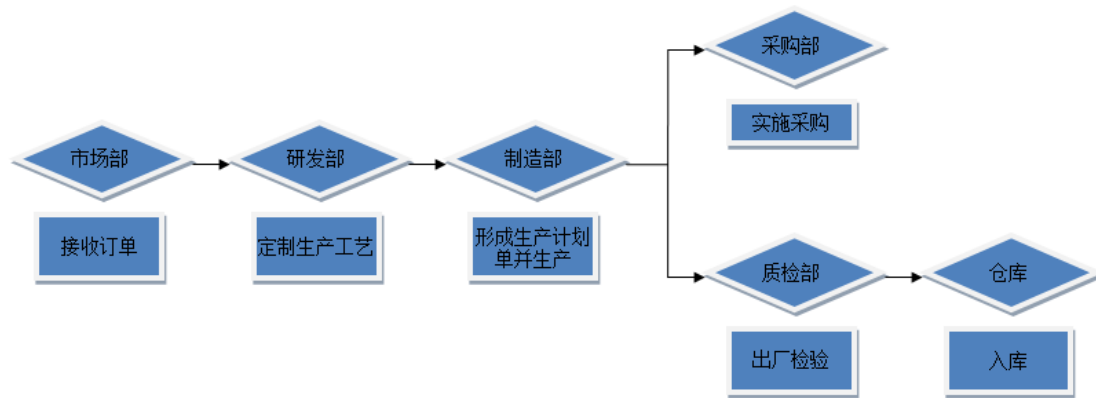 采购部
实施采购
市场部
研发部
制造部
接收订单
定制生产工艺
形成生产计划
单并生产
质检部
仓库
出厂检验
入库